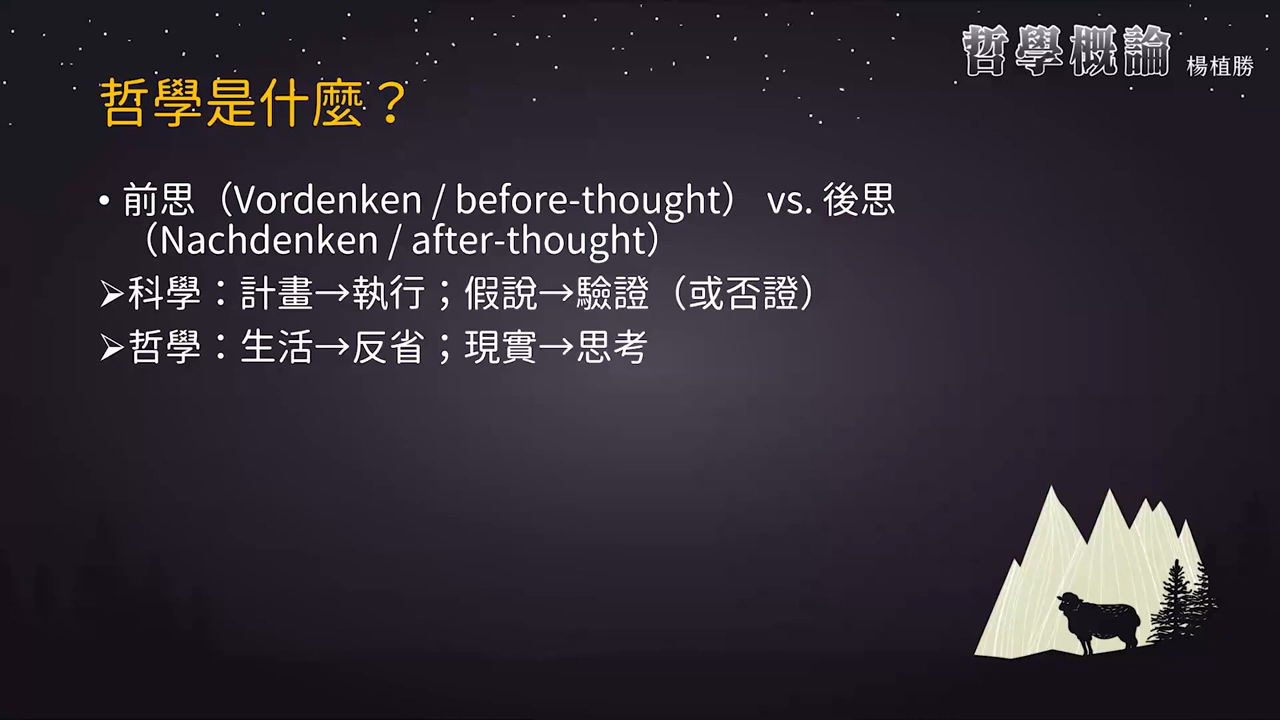 哲學概論 楊植勝
哲學是什麼？
• 前思（Vordenken / before-thought） vs. 後思
（Nachdenken / after-thought）
➢科學：計畫→執行；假說→驗證（或否證）
➢哲學：生活→反省；現實→思考